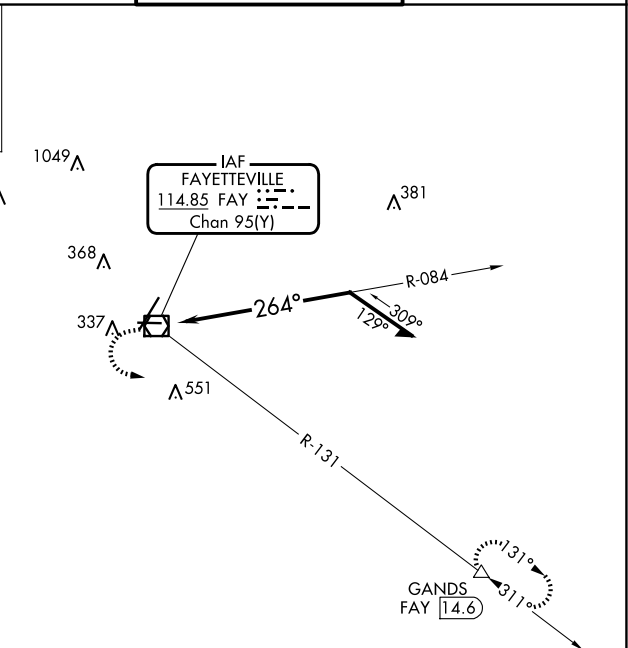 1049
IAF
FAYETTEVILLE
114.85 FAY
Chan 95(Y)
381
368
R-084
264°
309°
129°
337
551
R-131
131°
GANDS
FAY 14.6
311°